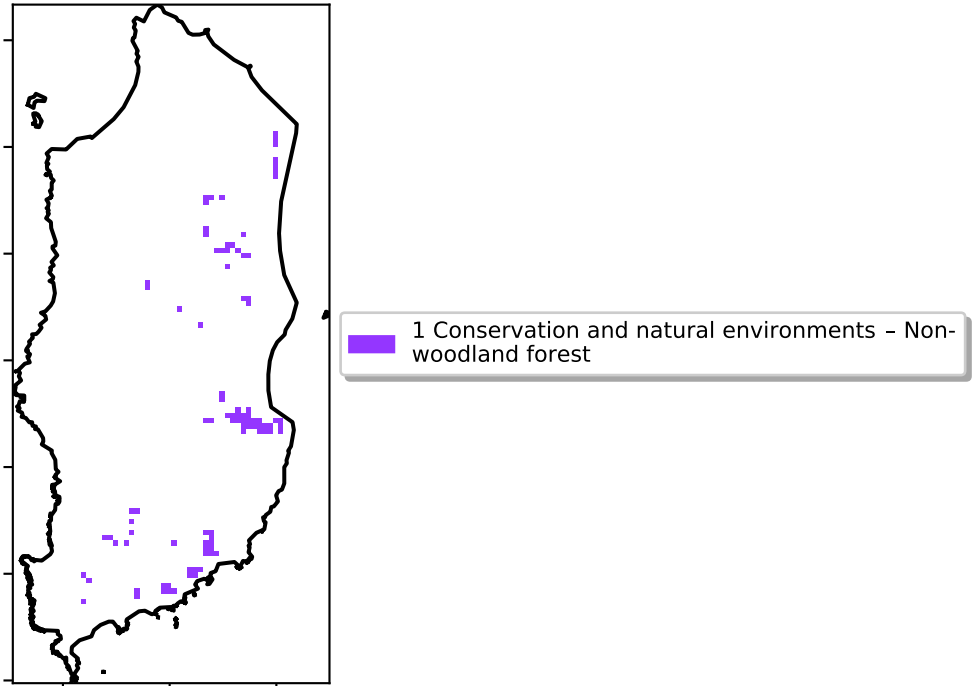 1 Conservation and natural environments – Non-
woodland forest